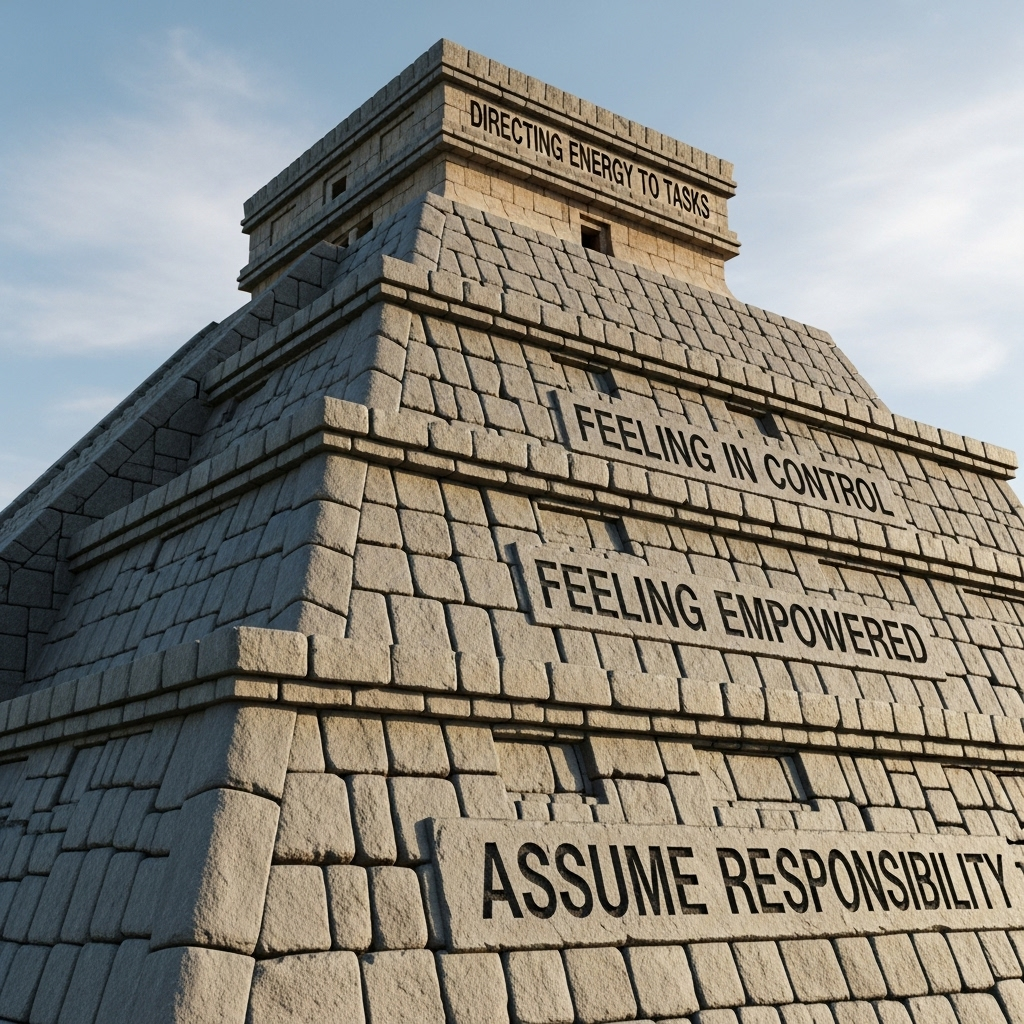 DIRECTING ENERGY TO TASKS
FEELING IN CONTROL
FEELING EMPOWERED
ASSUME RESPONSIBILITY